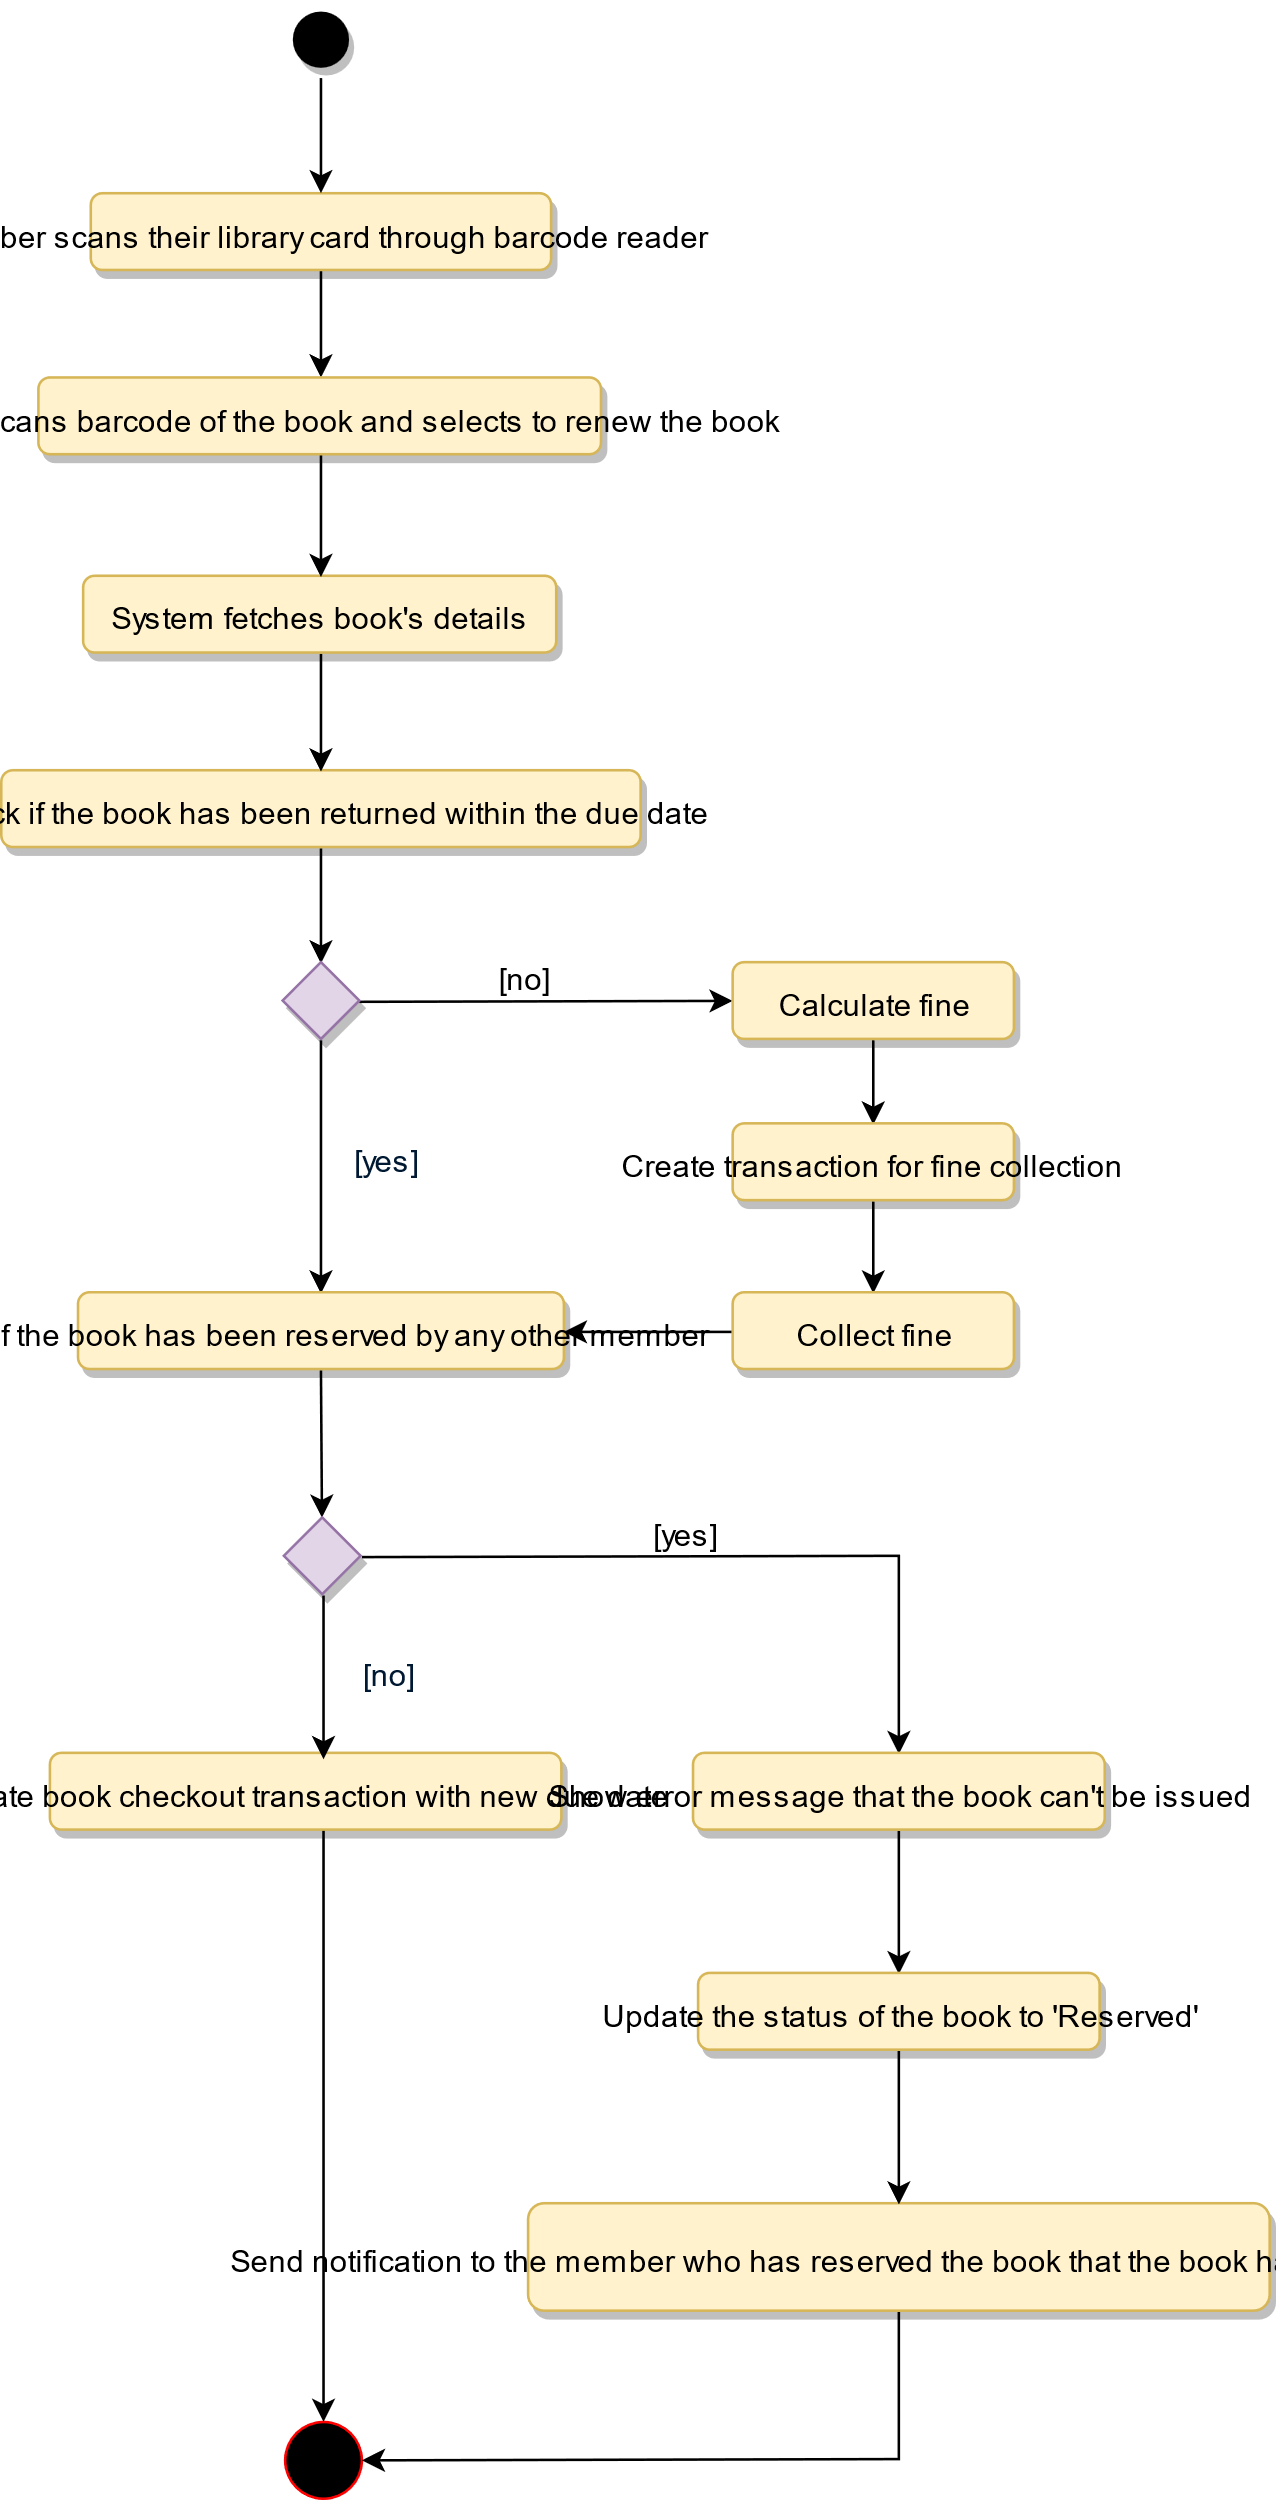 ber scans their library card through barcode reader
cans barcode of the book and selects to renew the book
System fetches book's details
ck if the book has been returned within the due date
[no]
Calculate fine
[yes]
Create transaction for fine collection
f the book has been reserved by any other member
Collect fine
[yes]
[no]
ate book checkout transaction with new due date
Show error message that the book can't be issued
Update the status of the book to 'Reserved'
Send notification to the member who has reserved the book that the book ha